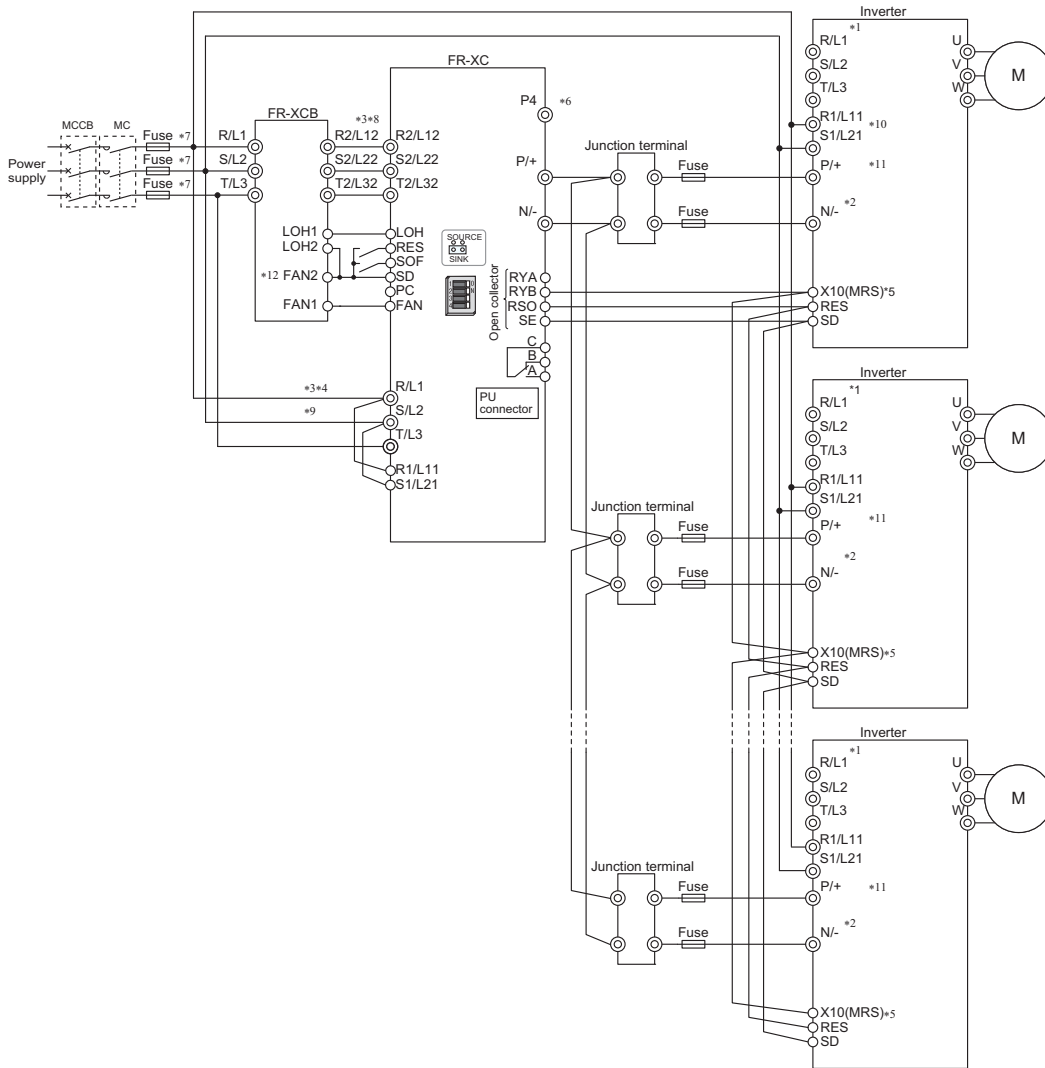 Inverter
R/L1 *1
S/L2
T/L3
R1/L11 *10
S1/L21
P/+ *11
N/- *2
X10(MRS)*5
RES
SD
U
V
W
M
FR-XC
P4 *6
R2/L12
S2/L22
T2/L32
P/+
N/-
LOH
RES
SOF
SD
PC
FAN
SOURCE
SINK
Open collector
RYA
RYB
RSO
SE
C
B
A
PU
connector
R/L1
S/L2
T/L3
R1/L11
S1/L21
*3*4
*9
FR-XCB
*3*8
R/L1
S/L2
T/L3
R2/L12
S2/L22
T2/L32
LOH1
LOH2
*12 FAN2
FAN1
MCCB
MC
Fuse *7
Fuse *7
Fuse *7
Power
supply
Junction terminal
Fuse
Fuse
Inverter
R/L1 *1
S/L2
T/L3
R1/L11
S1/L21
P/+ *11
N/- *2
X10(MRS)*5
RES
SD
U
V
W
M
Junction terminal
Fuse
Fuse
Inverter
R/L1 *1
S/L2
T/L3
R1/L11
S1/L21
P/+ *11
N/- *2
X10(MRS)*5
RES
SD
U
V
W
M
Junction terminal
Fuse
Fuse